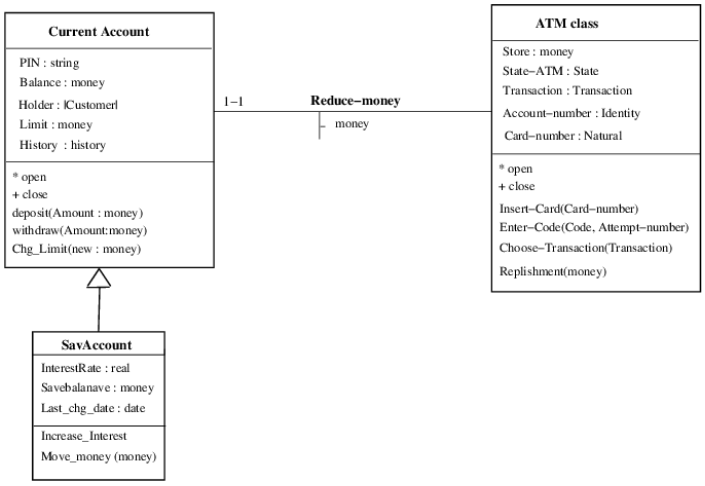 Current Account
PIN : string
Balance : money
Holder : |Customer|
Limit : money
History : history
* open
+ close
deposit(Amount : money)
withdraw(Amount:money)
Chg_Limit(new : money)
1−1
Reduce−money
money
ATM class
Store : money
State−ATM : State
Transaction : Transaction
Account−number : Identity
Card−number : Natural
* open
+ close
Insert−Card(Card−number)
Enter−Code(Code, Attempt−number)
Choose−Transaction(Transaction)
Replishment(money)
SavAccount
InterestRate : real
Savebalanave : money
Last_chg_date : date
Increase_Interest
Move_money (money)